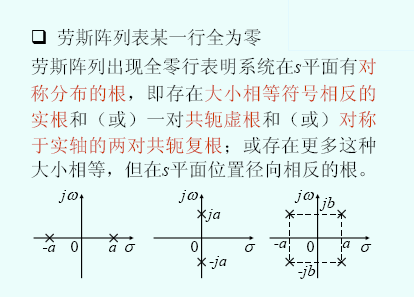 ❑ 劳斯阵列表某一行全为零
劳斯阵列出现全零行表明系统在s平面有对
称分布的根，即存在大小相等符号相反的
实根和（或）一对共轭虚根和（或）对称
于实轴的两对共轭复根；或存在更多这种
大小相等，但在s平面位置径向相反的根。
jω jω jω
ja jb
-a 0 a σ 0 σ -a 0 a σ
-ja -jb